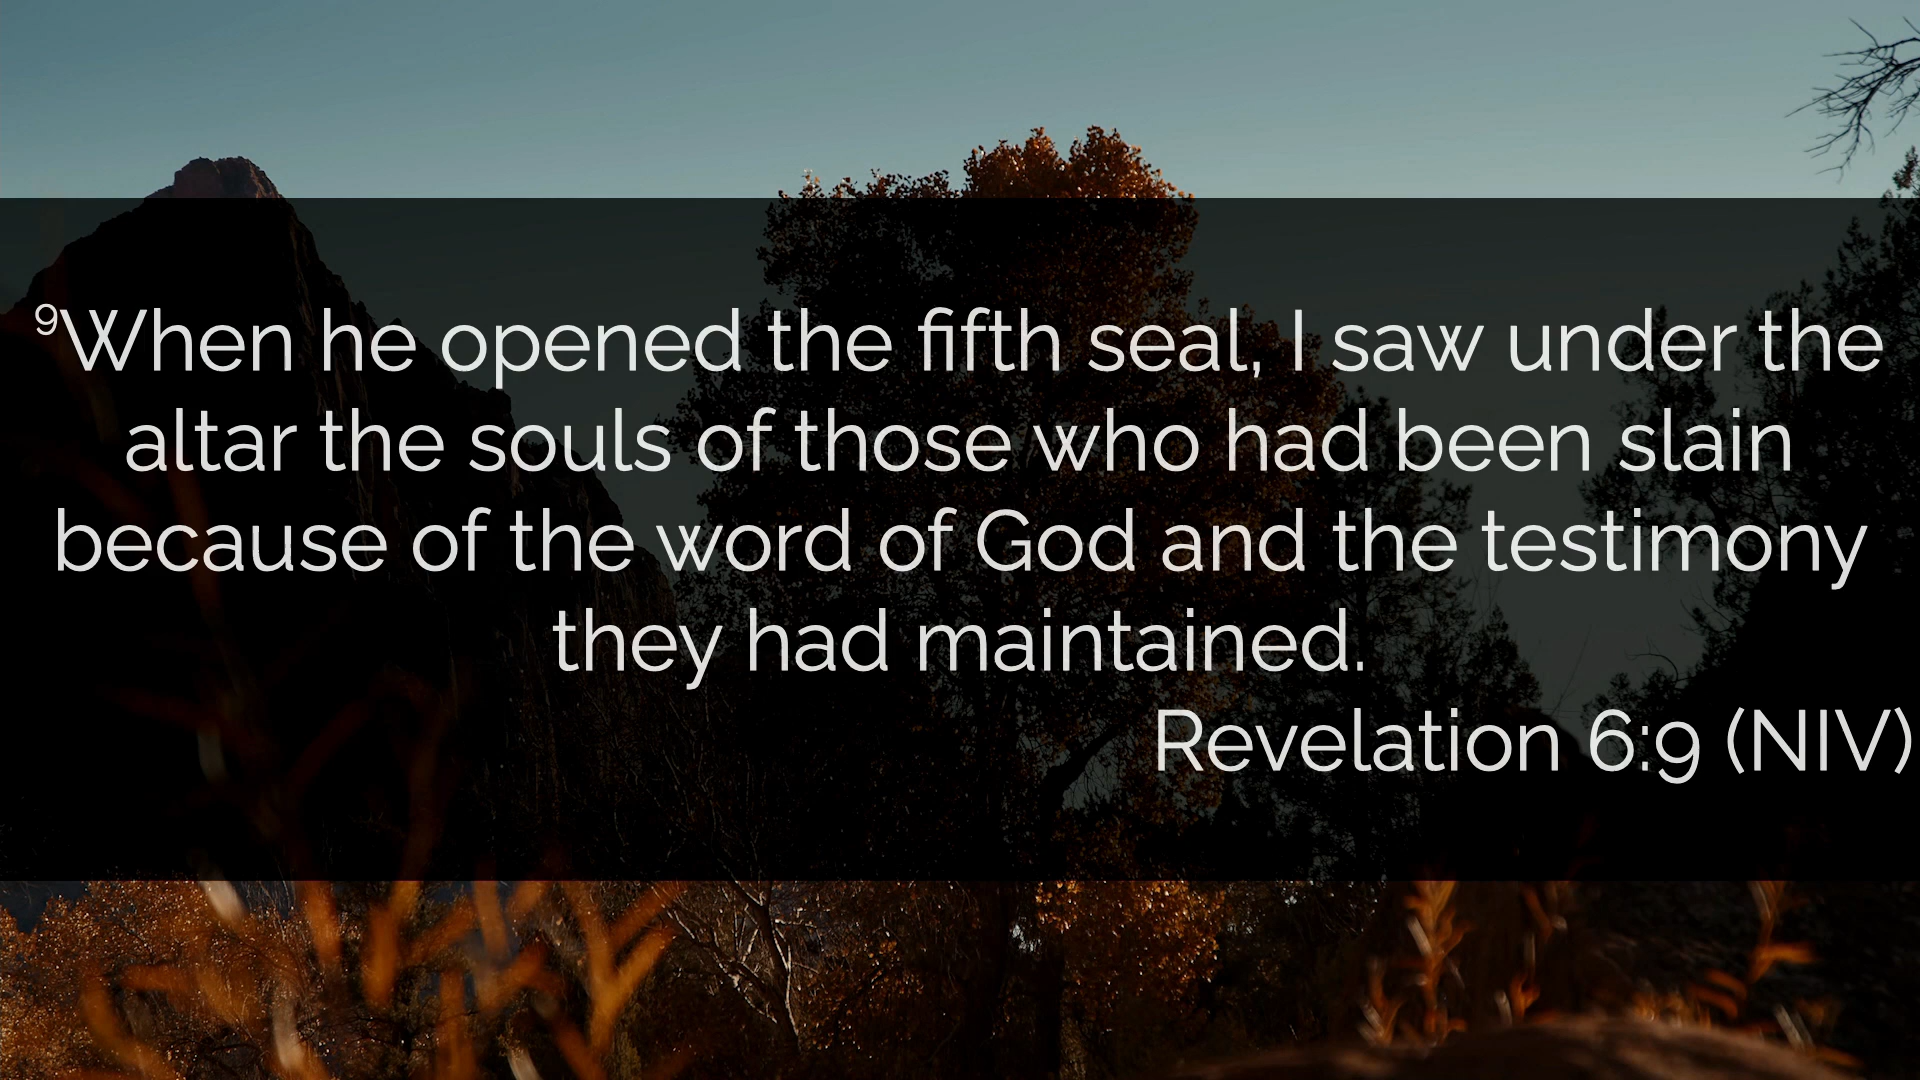 ⁹When he opened the fifth seal, I saw under the
altar the souls of those who had been slain
because of the word of God and the testimony
they had maintained.
Revelation 6:9 (NIV)